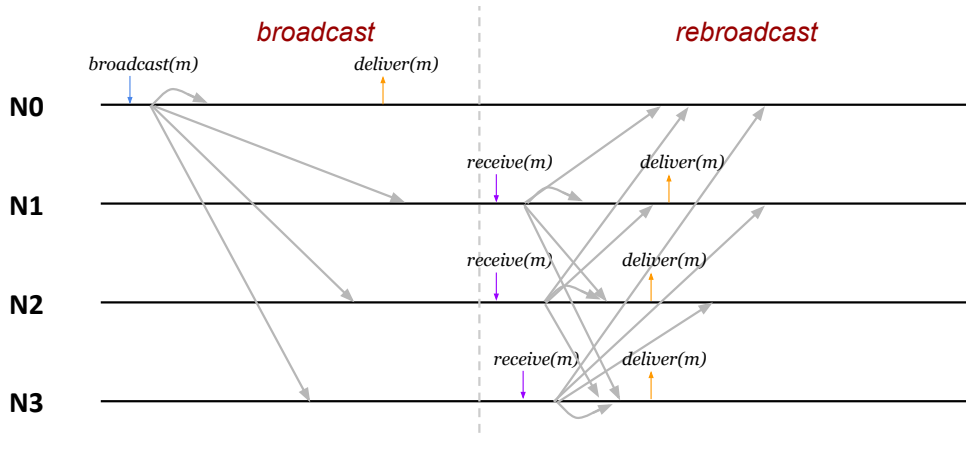 broadcast
rebroadcast
broadcast(m)
deliver(m)
N0
receive(m)
deliver(m)
N1
receive(m)
deliver(m)
N2
receive(m)
deliver(m)
N3